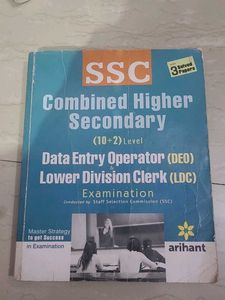 SSC
3 Solved
Papers
Combined Higher
Secondary
(10+2) Level
Data Entry Operator (DEO)
Lower Division Clerk (LDC)
Examination
Conducted by Staff Selection Commission (SSC)
Master Strategy
to get Success
in Examination
arihant